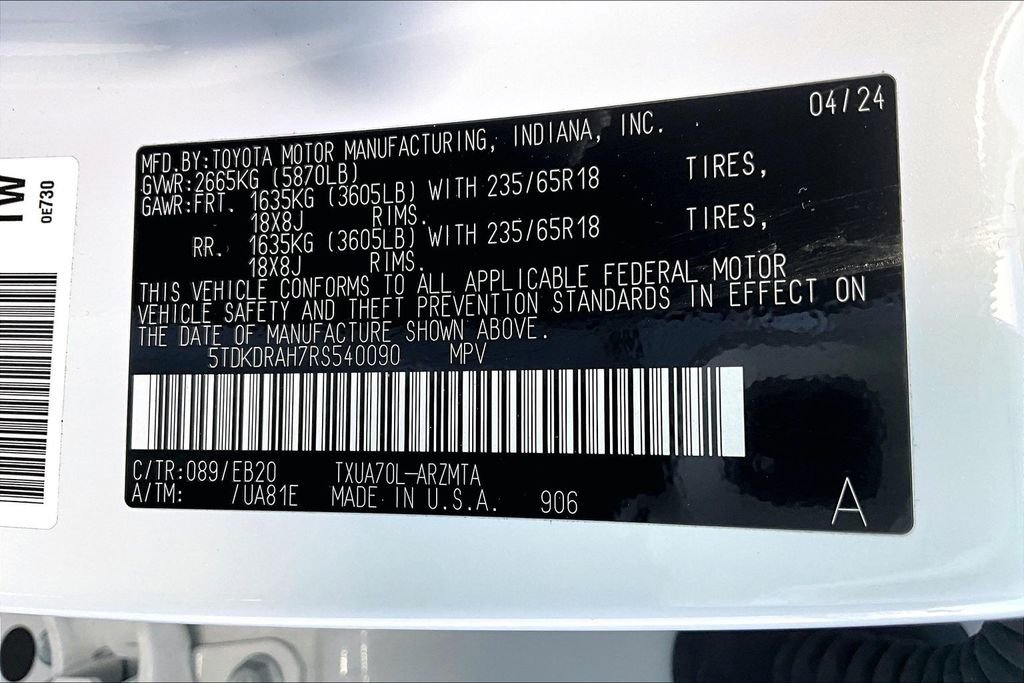 04/24
MFD.BY:TOYOTA MOTOR MANUFACTURING, INDIANA, INC.
GVWR:2665KG (5870LB)
GAWR:FRT. 1635KG (3605LB) WITH 235/65R18 TIRES,
18X8J RIMS.
RR. 1635KG (3605LB) WITH 235/65R18 TIRES,
18X8J RIMS.
THIS VEHICLE CONFORMS TO ALL APPLICABLE FEDERAL MOTOR
VEHICLE SAFETY AND THEFT PREVENTION STANDARDS IN EFFECT ON
THE DATE OF MANUFACTURE SHOWN ABOVE.
5TDKDRAH7RS540090 MPV
C/TR:089/EB20 TXUA70L-ARZMTA
A/TM: /UA81E MADE IN U.S.A. 906
A
0E730